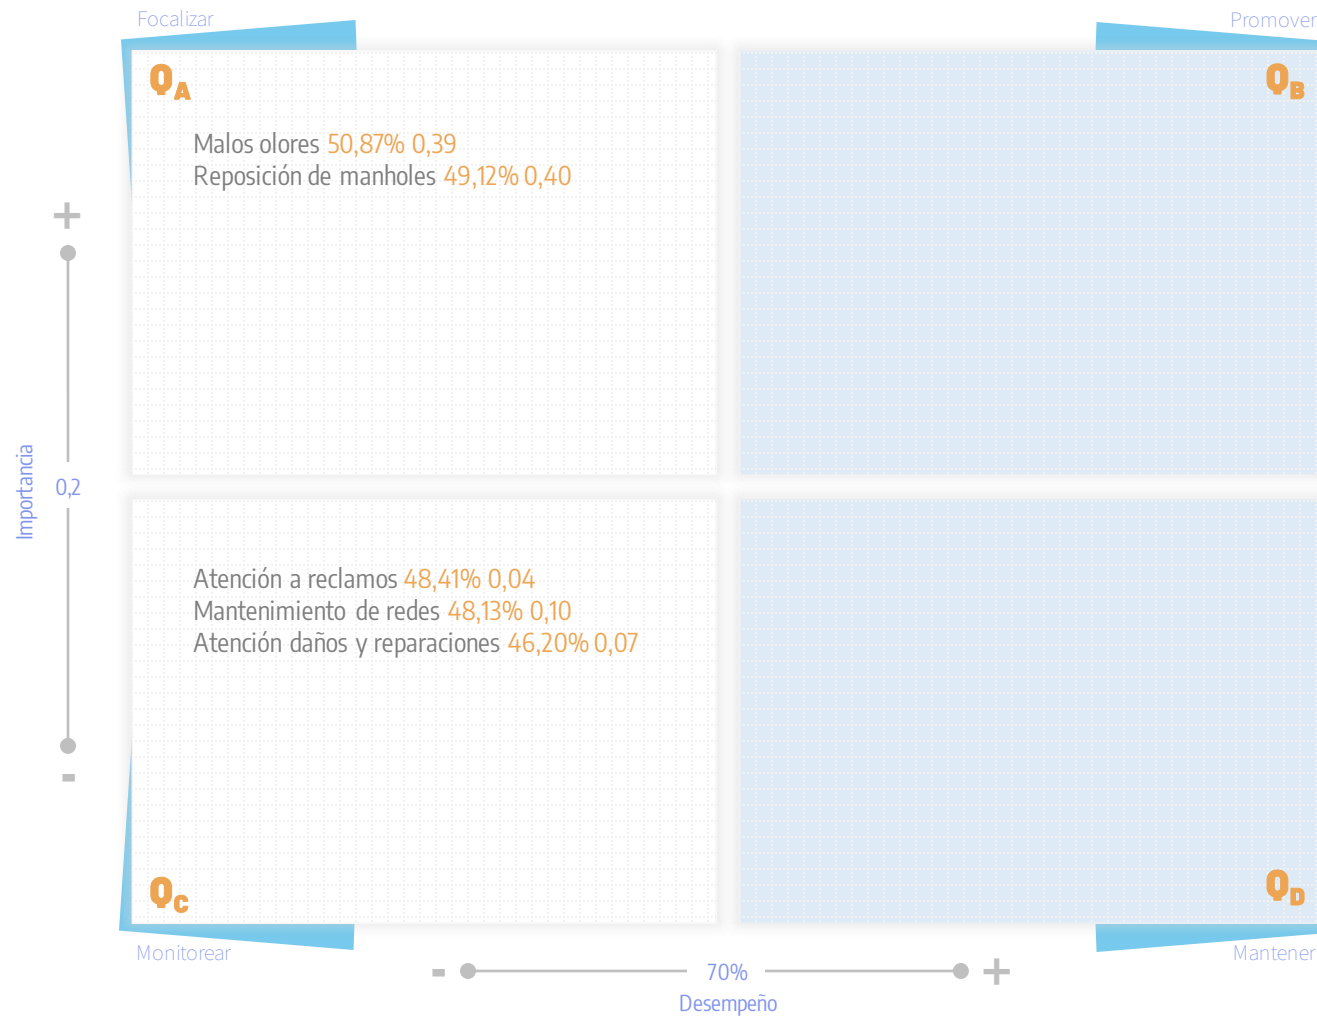 Focalizar
Promover
QA
QB
Malos olores 50,87% 0,39
Reposición de manholes 49,12% 0,40
+
Importancia
0,2
Atención a reclamos 48,41% 0,04
Mantenimiento de redes 48,13% 0,10
Atención daños y reparaciones 46,20% 0,07
-
QC
QD
Monitorear
Mantener
- 70% +
Desempeño